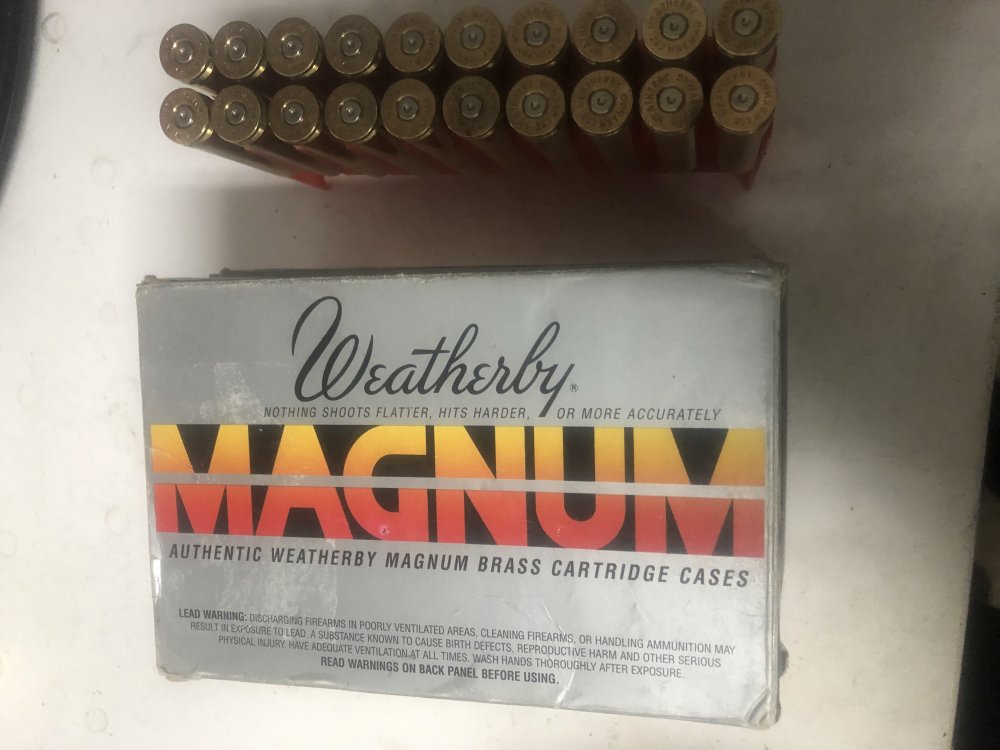 Weatherby®
NOTHING SHOOTS FLATTER, HITS HARDER, OR MORE ACCURATELY
MAGNUM
AUTHENTIC WEATHERBY MAGNUM BRASS CARTRIDGE CASES
LEAD WARNING: DISCHARGING FIREARMS IN POORLY VENTILATED AREAS, CLEANING FIREARMS, OR HANDLING AMMUNITION MAY
RESULT IN EXPOSURE TO LEAD, A SUBSTANCE KNOWN TO CAUSE BIRTH DEFECTS, REPRODUCTIVE HARM AND OTHER SERIOUS
PHYSICAL INJURY. HAVE ADEQUATE VENTILATION AT ALL TIMES. WASH HANDS THOROUGHLY AFTER EXPOSURE.
READ WARNINGS ON BACK PANEL BEFORE USING.